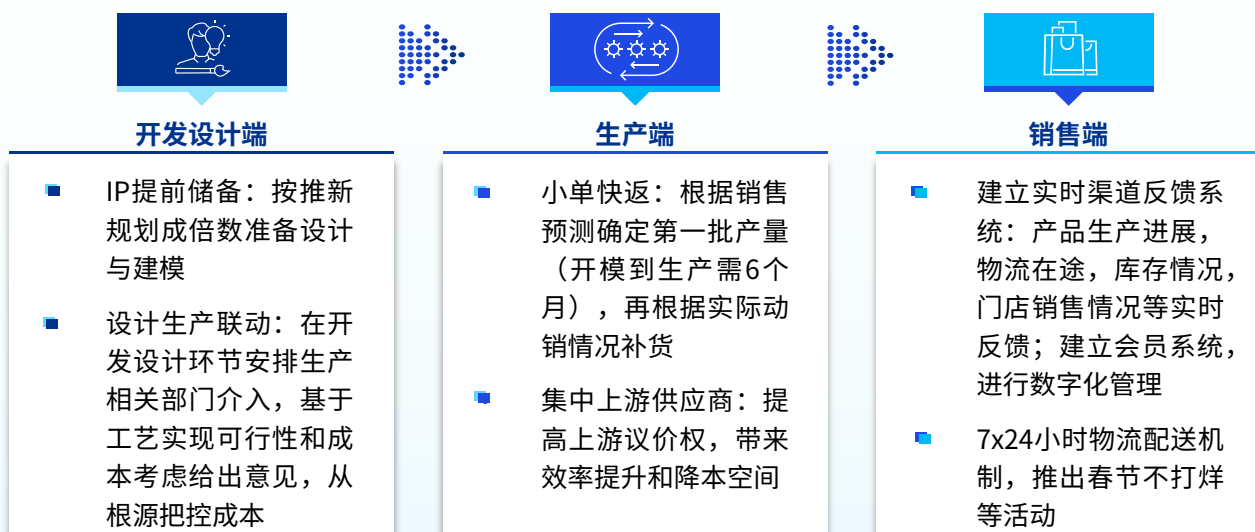 开发设计端
IP提前储备：按推新
规划成倍数准备设计
与建模
设计生产联动：在开
发设计环节安排生产
相关部门介入，基于
工艺实现可行性和成
本考虑给出意见，从
根源把控成本
生产端
小单快返：根据销售
预测确定第一批产量
（开模到生产需6个
月），再根据实际动
销情况补货
集中上游供应商：提
高上游议价权，带来
效率提升和降本空间
销售端
建立实时渠道反馈系
统：产品生产进展，
物流在途，库存情况，
门店销售情况等实时
反馈；建立会员系统，
进行数字化管理
7x24小时物流配送机
制，推出春节不打烊
等活动